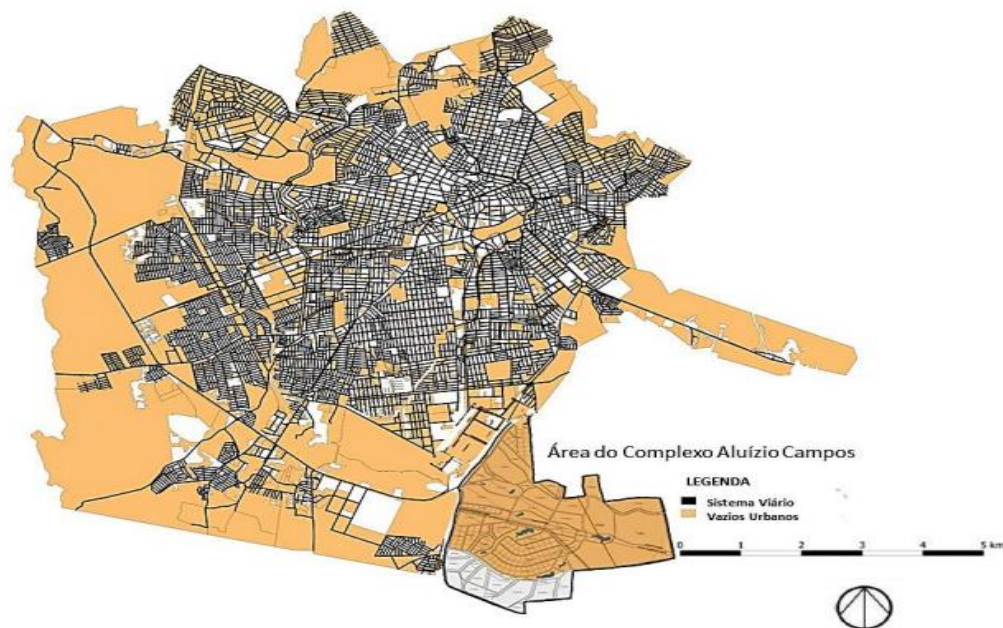 Área do Complexo Aluízio Campos
LEGENDA
Sistema Viário
Vazios Urbanos
0 1 2 3 4 5 km